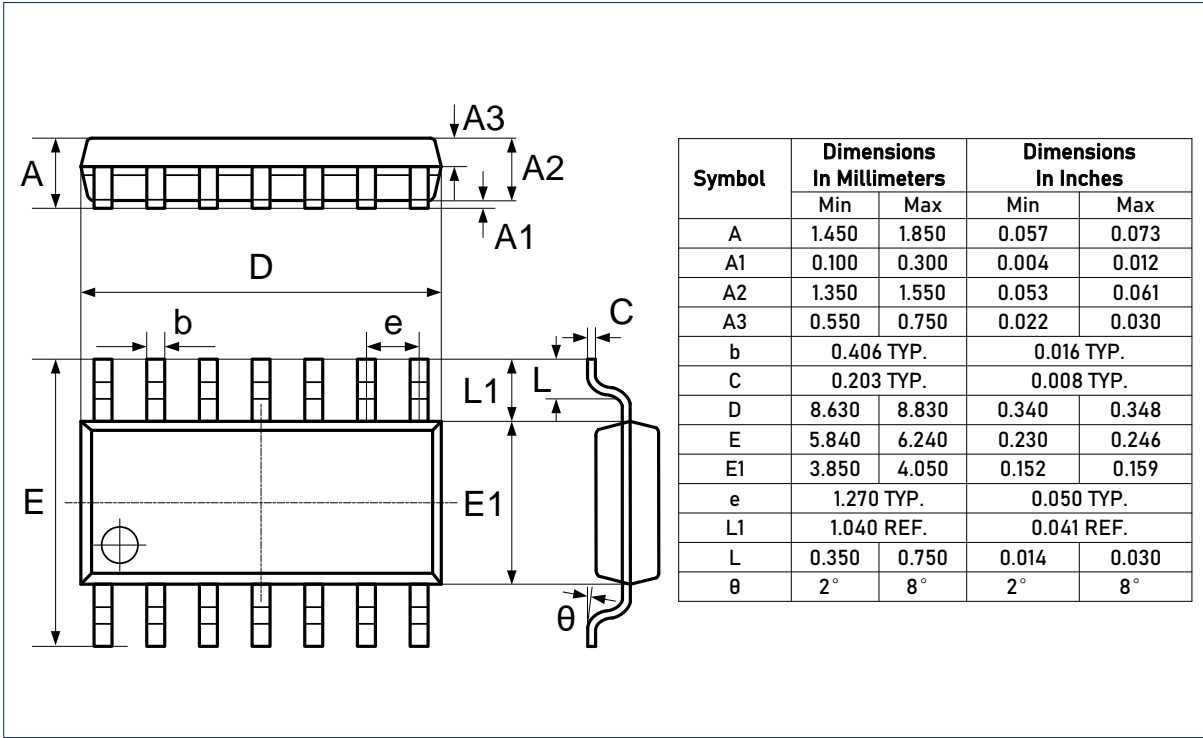 A3
A
A2
A1
D
b
e
C
L1
L
E
E1
θ
Symbol Dimensions In Millimeters Dimensions In Inches
Min Max Min Max
A 1.450 1.850 0.057 0.073
A1 0.100 0.300 0.004 0.012
A2 1.350 1.550 0.053 0.061
A3 0.550 0.750 0.022 0.030
b 0.406 TYP. 0.016 TYP.
C 0.203 TYP. 0.008 TYP.
D 8.630 8.830 0.340 0.348
E 5.840 6.240 0.230 0.246
E1 3.850 4.050 0.152 0.159
e 1.270 TYP. 0.050 TYP.
L1 1.040 REF. 0.041 REF.
L 0.350 0.750 0.014 0.030
θ 2° 8° 2° 8°